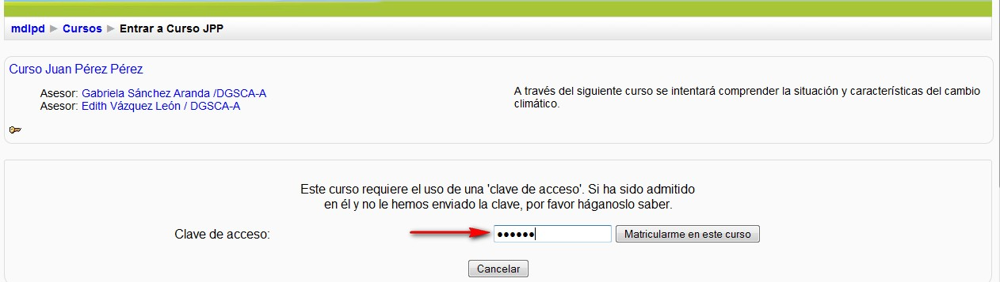 mdlpd ► Cursos ► Entrar a Curso JPP
Curso Juan Pérez Pérez
Asesor: Gabriela Sánchez Aranda /DGSCA-A
Asesor: Edith Vázquez León / DGSCA-A
A través del siguiente curso se intentará comprender la situación y características del cambio
climático.
Este curso requiere el uso de una 'clave de acceso'. Si ha sido admitido
en él y no le hemos enviado la clave, por favor háganoslo saber.
Clave de acceso: ●●●●●● Matricularme en este curso
Cancelar